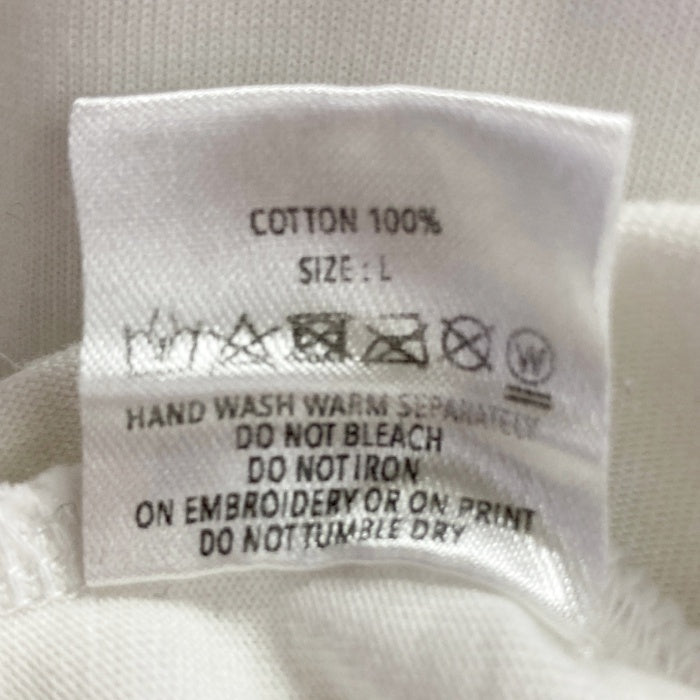 COTTON 100%
SIZE : L
W
HAND WASH WARM SEPARATELY
DO NOT BLEACH
DO NOT IRON
ON EMBROIDERY OR ON PRINT
DO NOT TUMBLE DRY